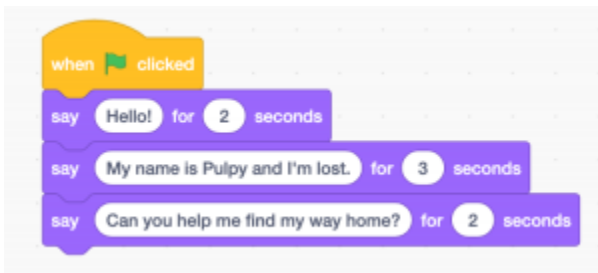 when clicked
say Hello! for 2 seconds
say My name is Pulpy and I'm lost. for 3 seconds
say Can you help me find my way home? for 2 seconds